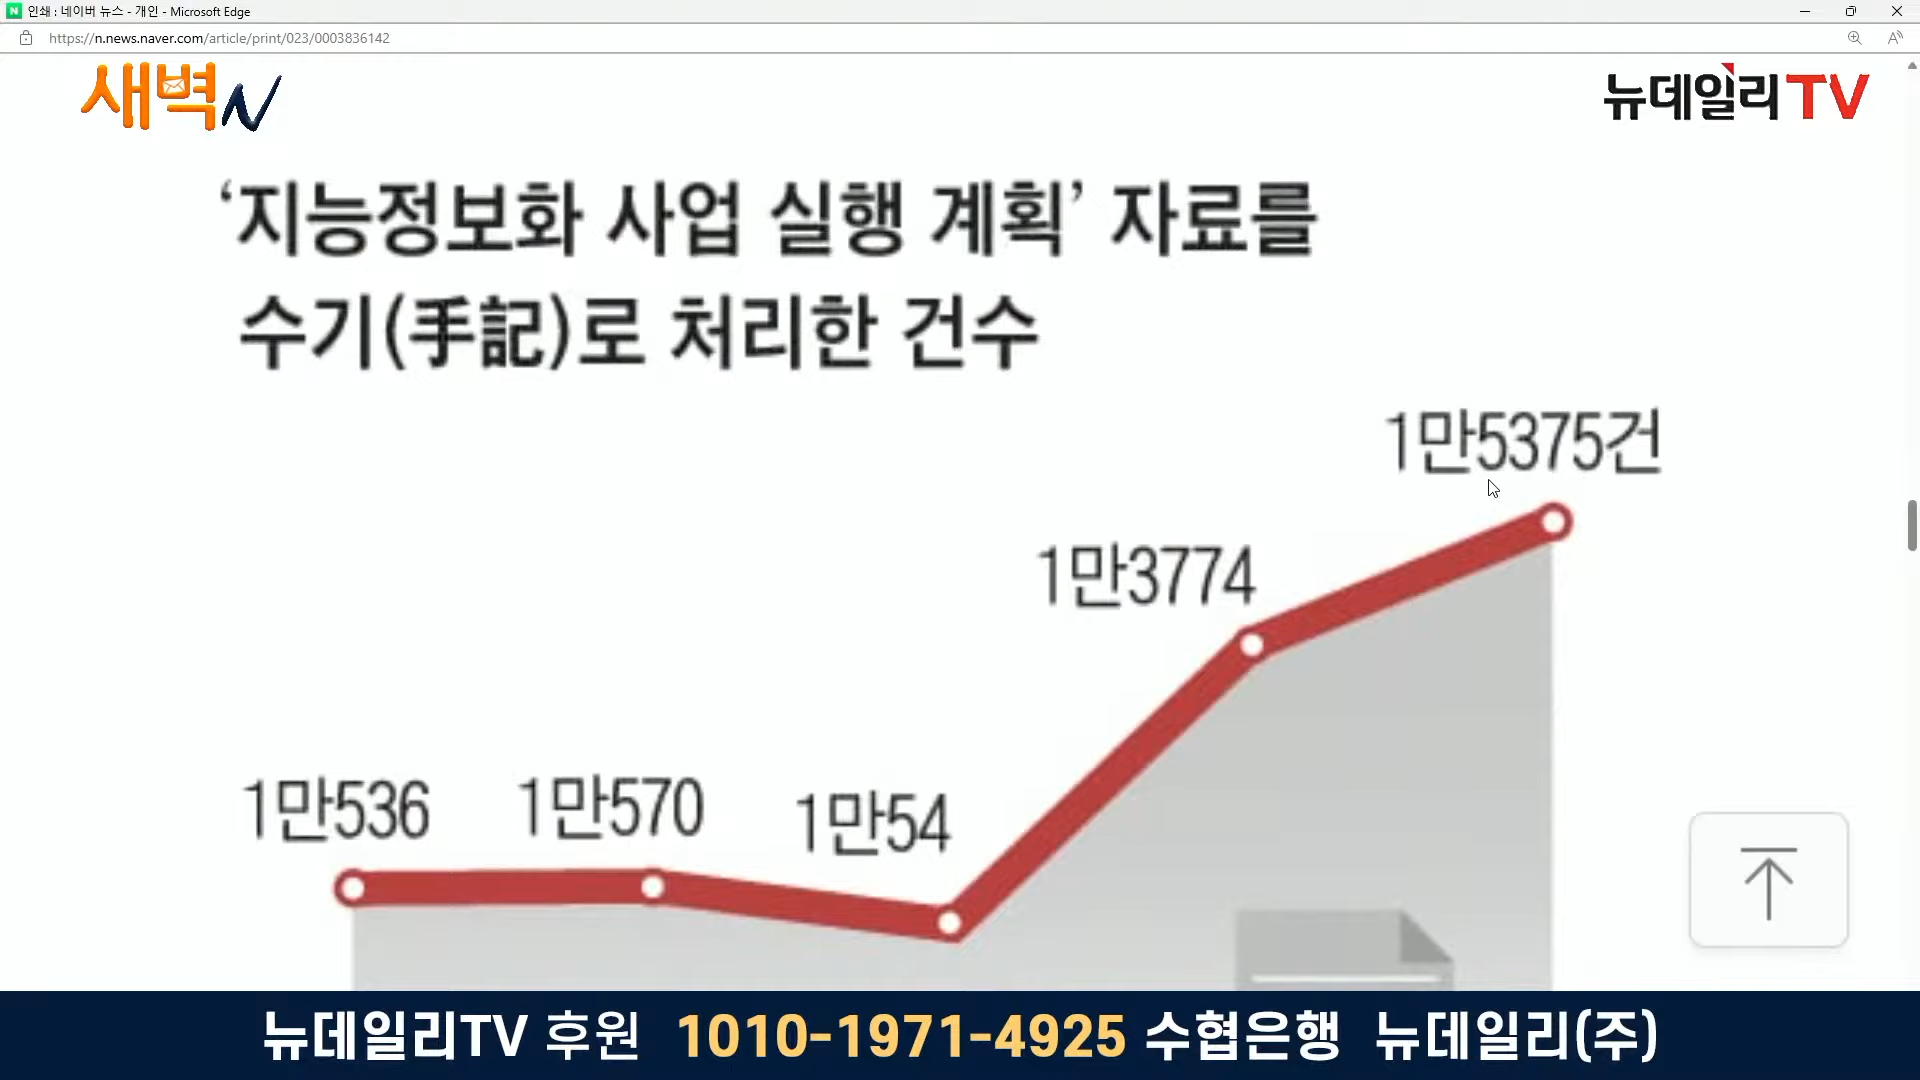 인쇄 : 네이버 뉴스 - 개인 - Microsoft Edge
https://n.news.naver.com/article/print/023/0003836142
새벽N
뉴데일리TV
‘지능정보화 사업 실행 계획’ 자료를
수기(手記)로 처리한 건수
1만5375건
1만3774
1만536 1만570 1만54
뉴데일리TV 후원 1010-1971-4925 수협은행 뉴데일리(주)